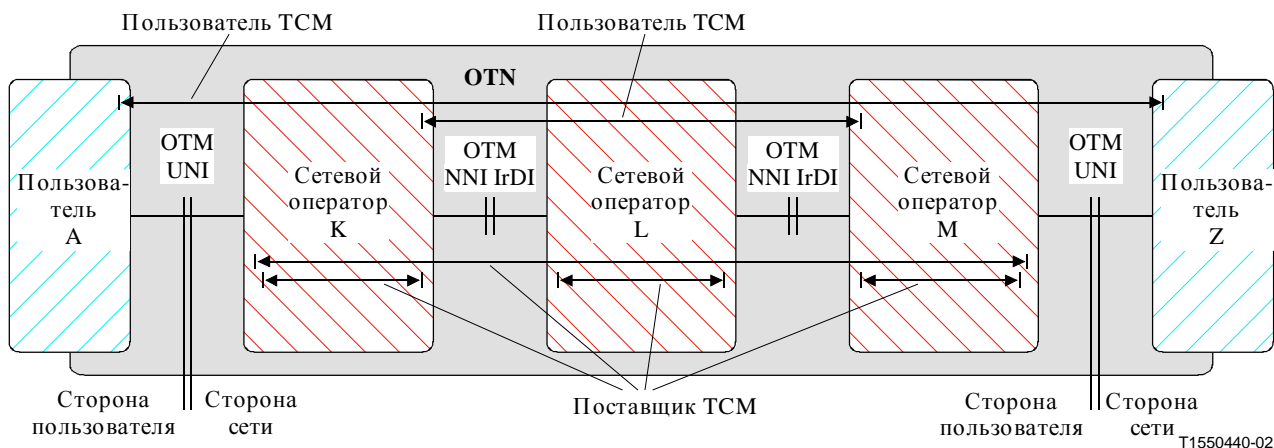 Пользователь TCM
Пользователь TCM
OTN
OTM
UNI
OTM
NNI IrDI
OTM
NNI IrDI
OTM
UNI
Пользова-
тель
A
Сетевой
оператор
K
Сетевой
оператор
L
Сетевой
оператор
M
Пользова-
тель
Z
Сторона
пользователя
Сторона
сети
Поставщик TCM
Сторона
пользователя
Сторона
сети
T1550440-02